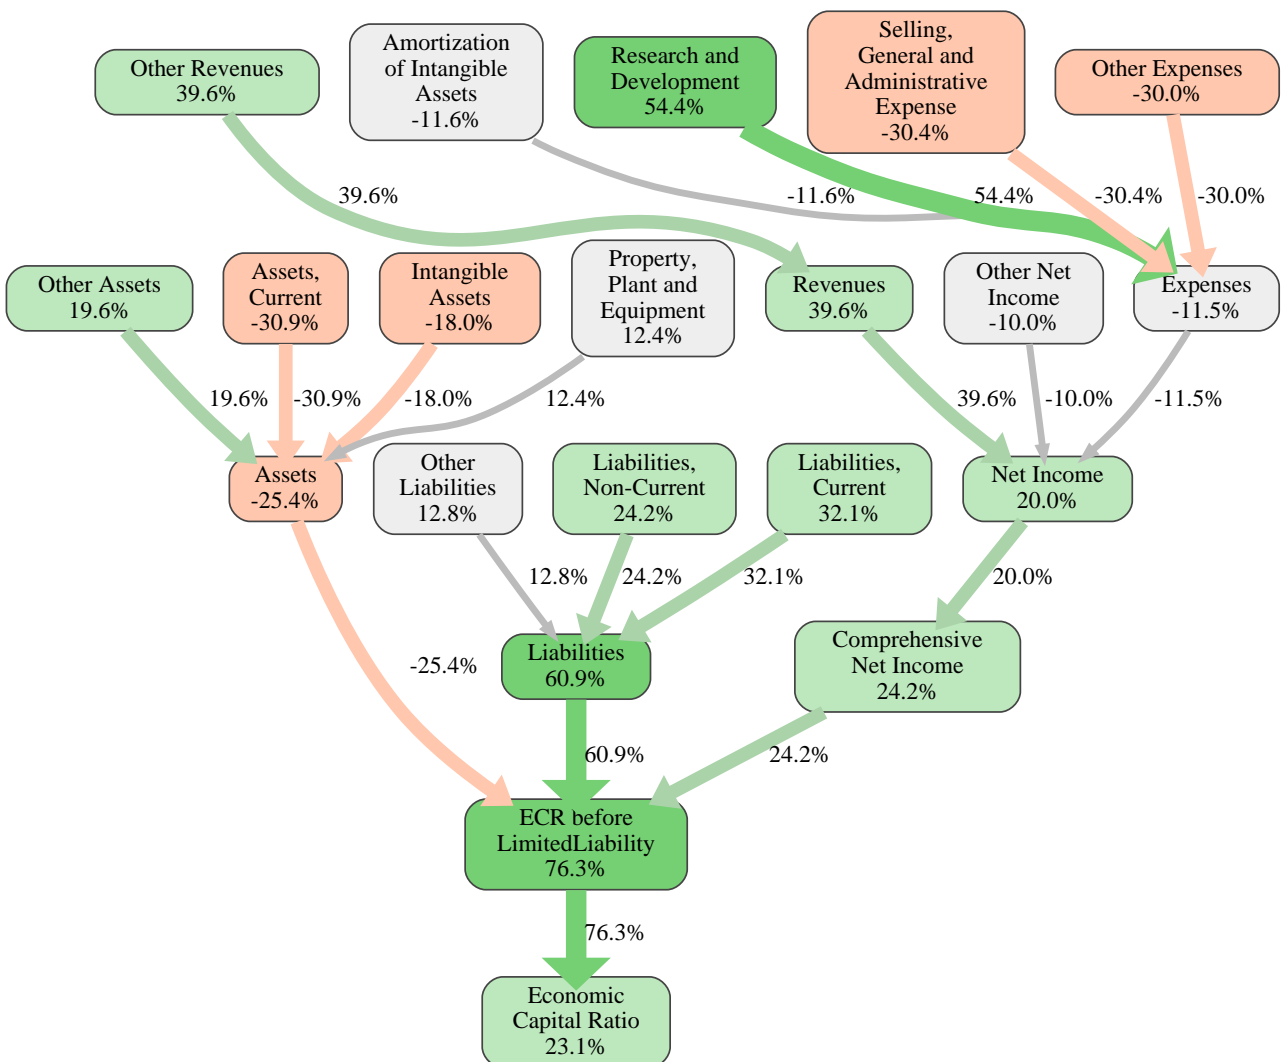 Other Revenues
39.6%
Amortization
of Intangible
Assets
-11.6%
Research and
Development
54.4%
Selling,
General and
Administrative
Expense
-30.4%
Other Expenses
-30.0%
39.6%
-11.6%
54.4%
-30.4%
-30.0%
Other Assets
19.6%
Assets,
Current
-30.9%
Intangible
Assets
-18.0%
Property,
Plant and
Equipment
12.4%
Revenues
39.6%
Other Net
Income
-10.0%
Expenses
-11.5%
19.6%
-30.9%
-18.0%
12.4%
39.6%
-10.0%
-11.5%
Assets
-25.4%
Other
Liabilities
12.8%
Liabilities,
Non-Current
24.2%
Liabilities,
Current
32.1%
Net Income
20.0%
12.8%
24.2%
32.1%
20.0%
-25.4%
Liabilities
60.9%
Comprehensive
Net Income
24.2%
60.9%
24.2%
ECR before
LimitedLiability
76.3%
76.3%
Economic
Capital Ratio
23.1%